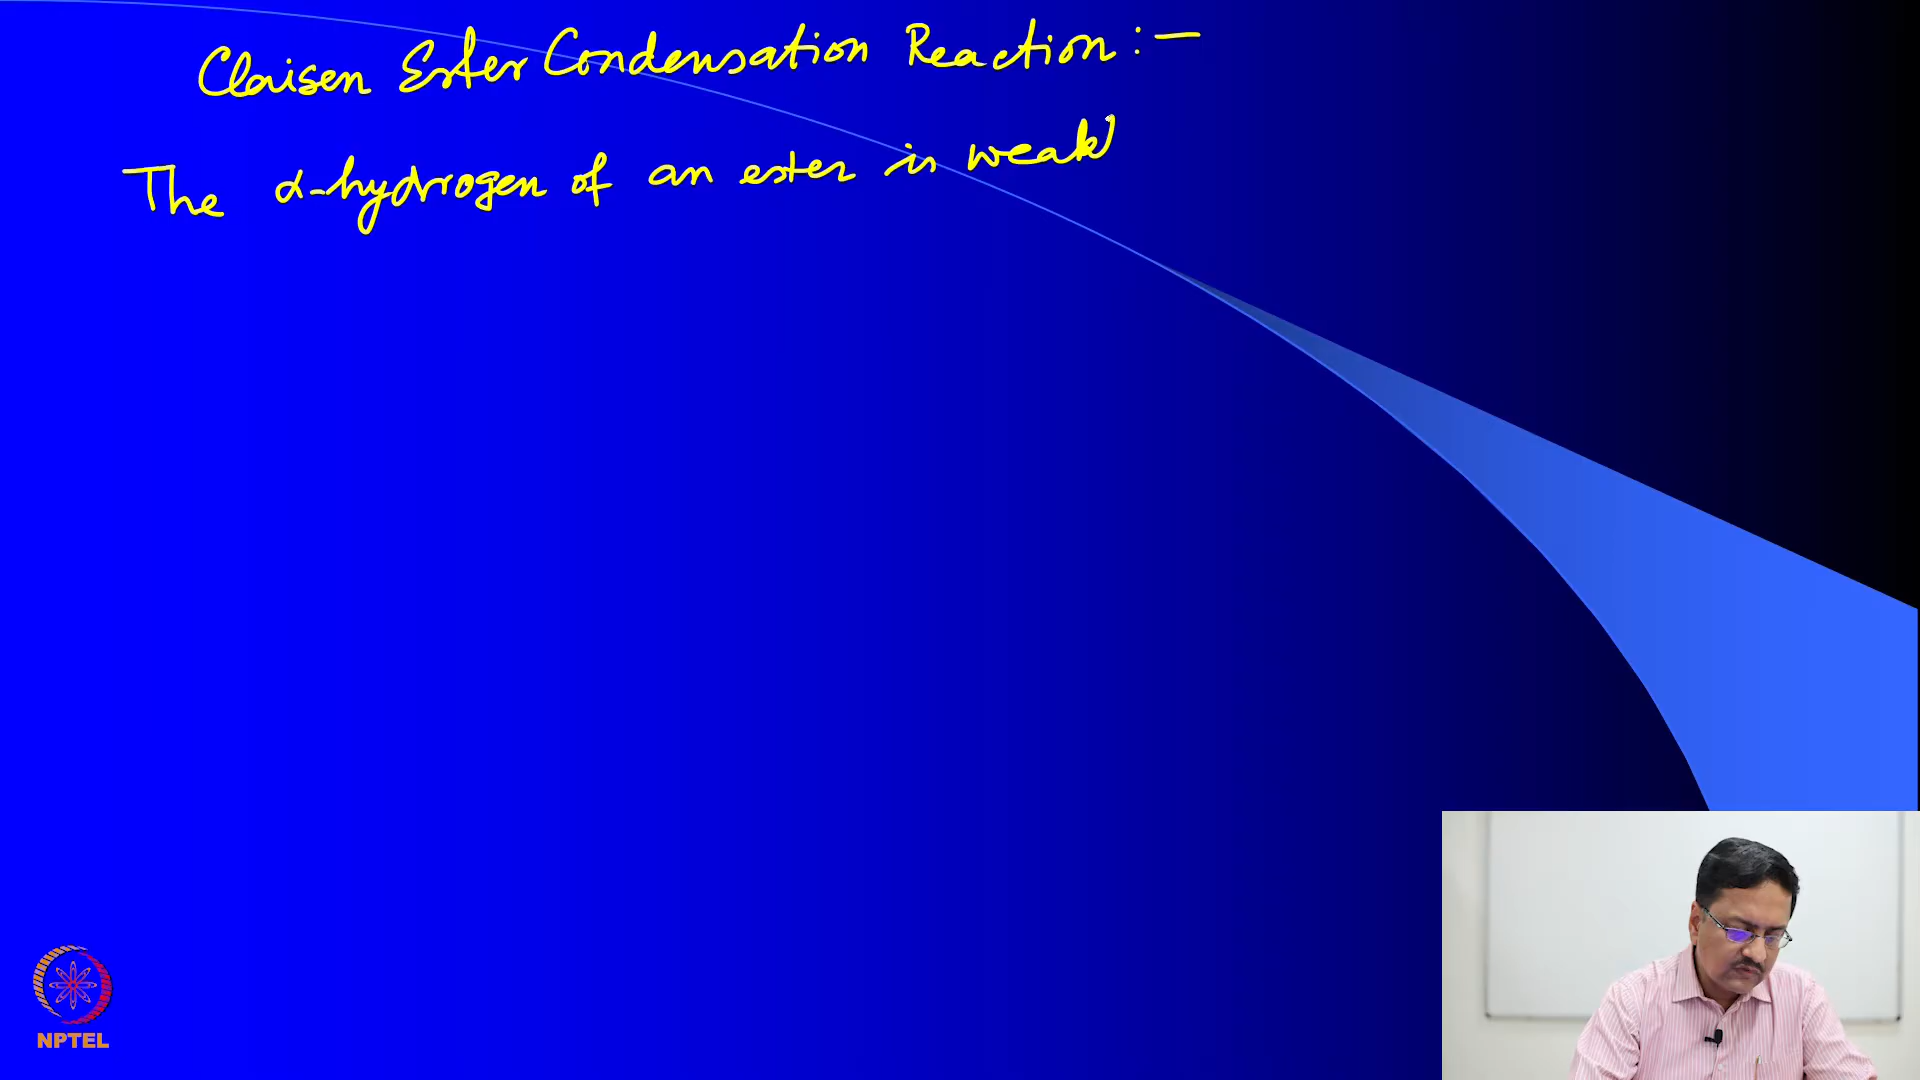 Claisen Ester Condensation Reaction:-
The α-hydrogen of an ester is weak
NPTEL